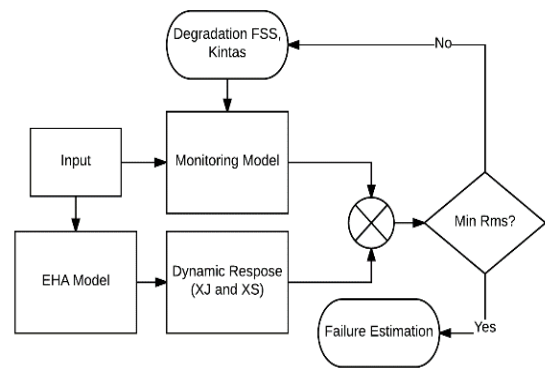 Degradation FSS,
Kintas
No
Input
Monitoring Model
Min Rms?
EHA Model
Dynamic Respose
(XJ and XS)
Failure Estimation
Yes